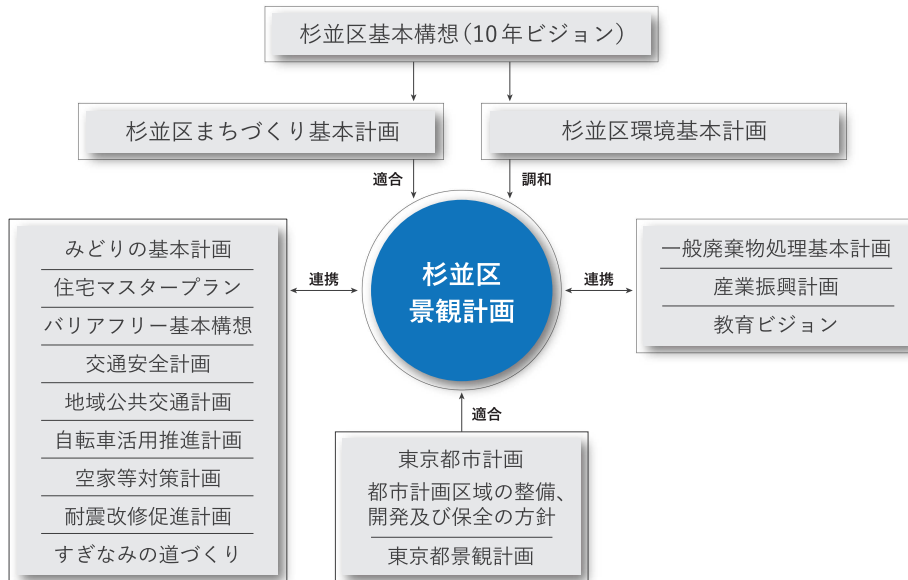 杉並区基本構想(10年ビジョン)
杉並区まちづくり基本計画
杉並区環境基本計画
適合
調和
みどりの基本計画
住宅マスタープラン
バリアフリー基本構想
交通安全計画
地域公共交通計画
自転車活用推進計画
空家等対策計画
耐震改修促進計画
すぎなみの道づくり
連携
杉並区
景観計画
連携
一般廃棄物処理基本計画
産業振興計画
教育ビジョン
適合
東京都市計画
都市計画区域の整備、
開発及び保全の方針
東京都景観計画